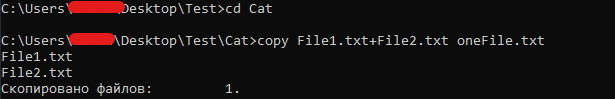 C:\Users\ \Desktop\Test>cd Cat
C:\Users\ \Desktop\Test\Cat>copy File1.txt+File2.txt oneFile.txt
File1.txt
File2.txt
Скопировано файлов: 1.